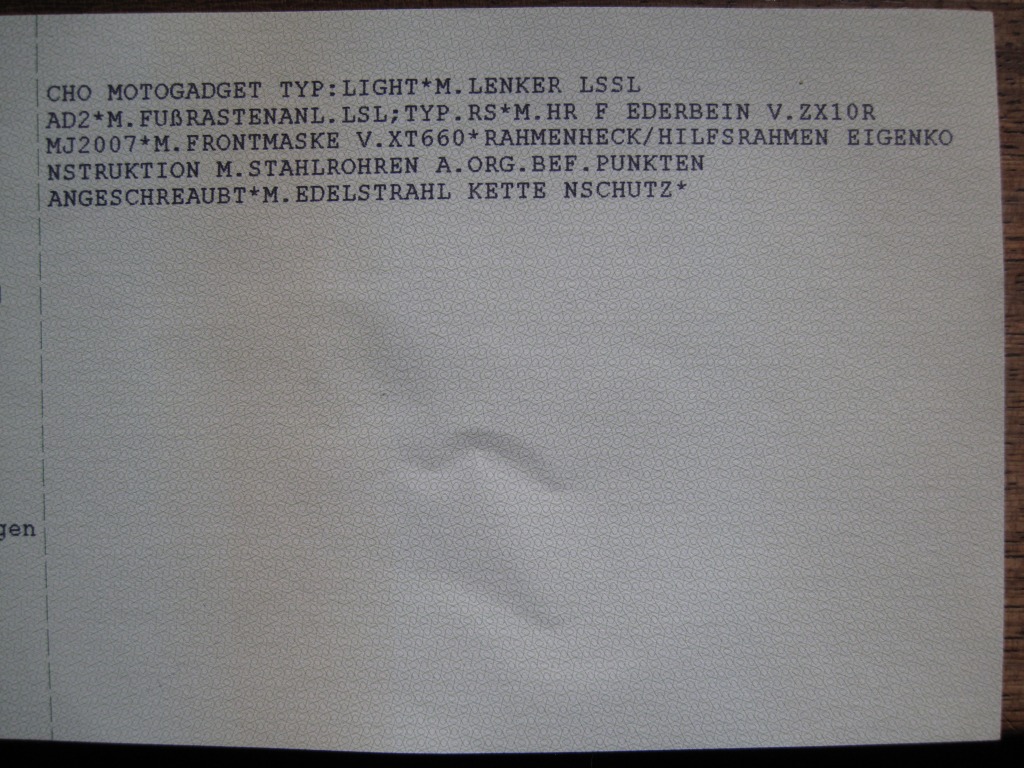 CHO MOTOGADGET TYP:LIGHT*M.LENKER LSSL
AD2*M.FUßRASTENANL.LSL;TYP.RS*M.HR F EDERBEIN V.ZX10R
MJ2007*M.FRONTMASKE V.XT660*RAHMENHECK/HILFSRAHMEN EIGENKO
NSTRUKTION M.STAHLROHREN A.ORG.BEF.PUNKTEN
ANGESCHREAUBT*M.EDELSTRAHL KETTE NSCHUTZ*
gen